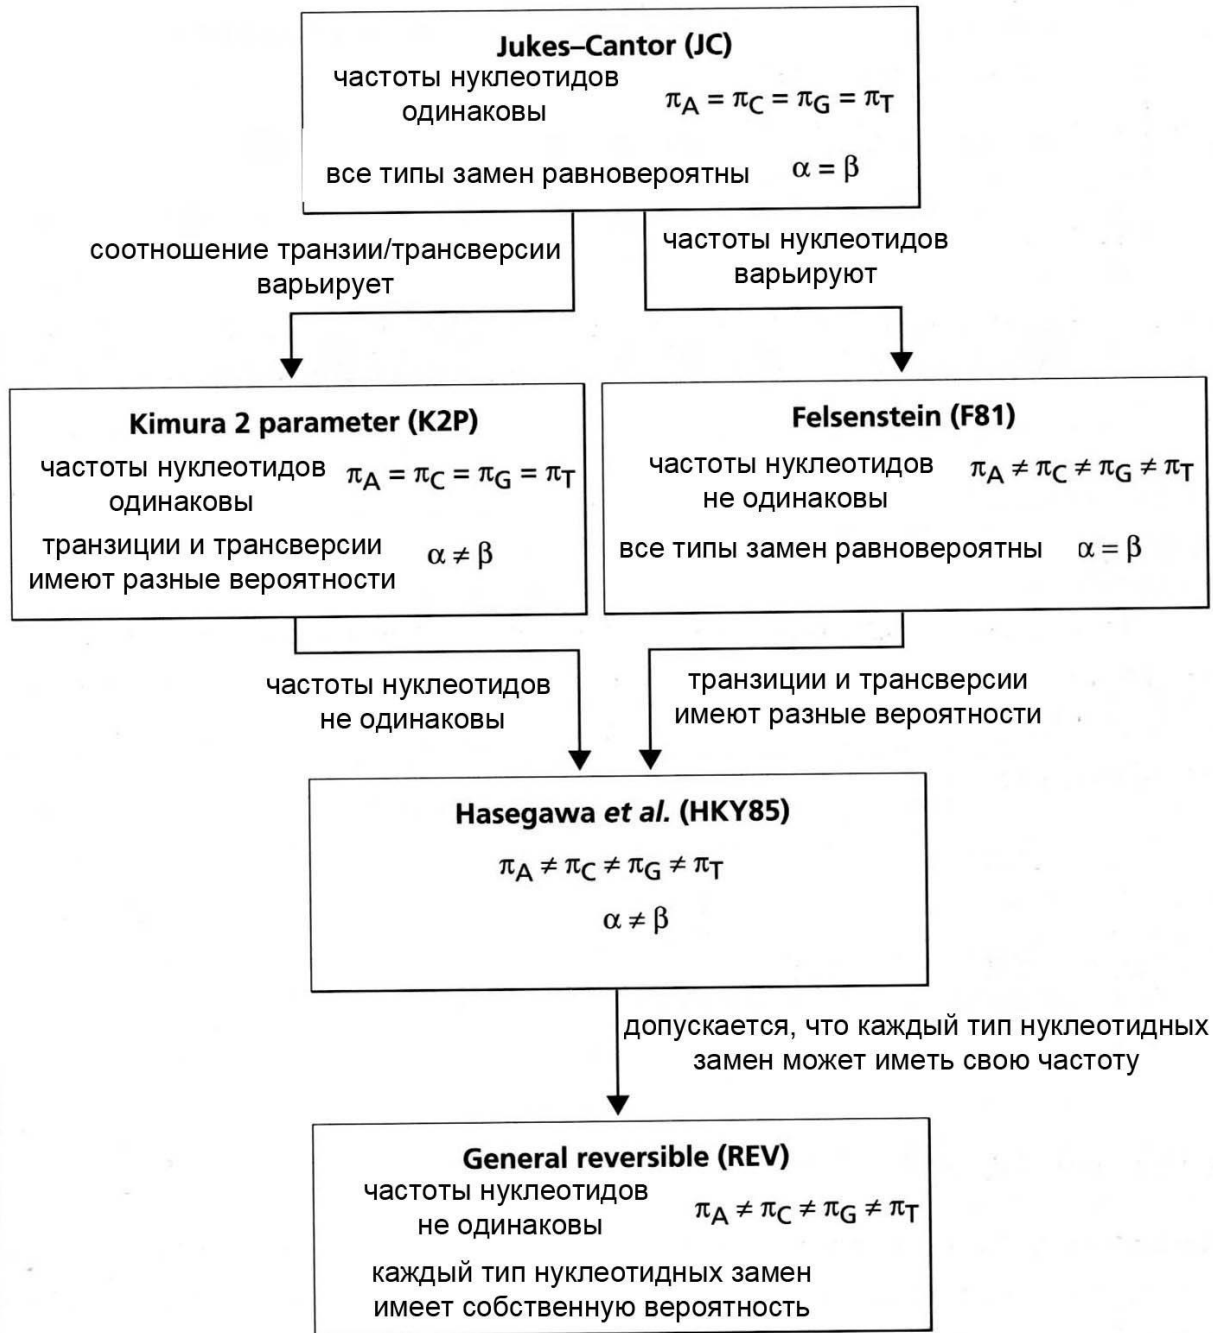 Jukes–Cantor (JC)
частоты нуклеотидов
одинаковы
πA = πC = πG = πT
все типы замен равновероятны α = β
соотношение транзии/трансверсии
варьирует
частоты нуклеотидов
варьируют
Kimura 2 parameter (K2P)
частоты нуклеотидов
одинаковы
πA = πC = πG = πT
транзиции и трансверсии
имеют разные вероятности
α ≠ β
Felsenstein (F81)
частоты нуклеотидов
не одинаковы
πA ≠ πC ≠ πG ≠ πT
все типы замен равновероятны α = β
частоты нуклеотидов
не одинаковы
транзиции и трансверсии
имеют разные вероятности
Hasegawa et al. (HKY85)
πA ≠ πC ≠ πG ≠ πT
α ≠ β
допускается, что каждый тип нуклеотидных
замен может иметь свою частоту
General reversible (REV)
частоты нуклеотидов
не одинаковы
πA ≠ πC ≠ πG ≠ πT
каждый тип нуклеотидных замен
имеет собственную вероятность